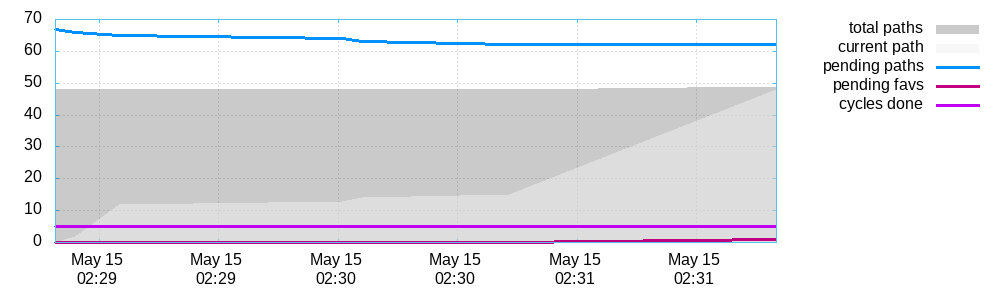 70
60
50
40
30
20
10
0
May 15 May 15 May 15 May 15 May 15 May 15
02:29 02:29 02:30 02:30 02:31 02:31
total paths
current path
pending paths
pending favs
cycles done